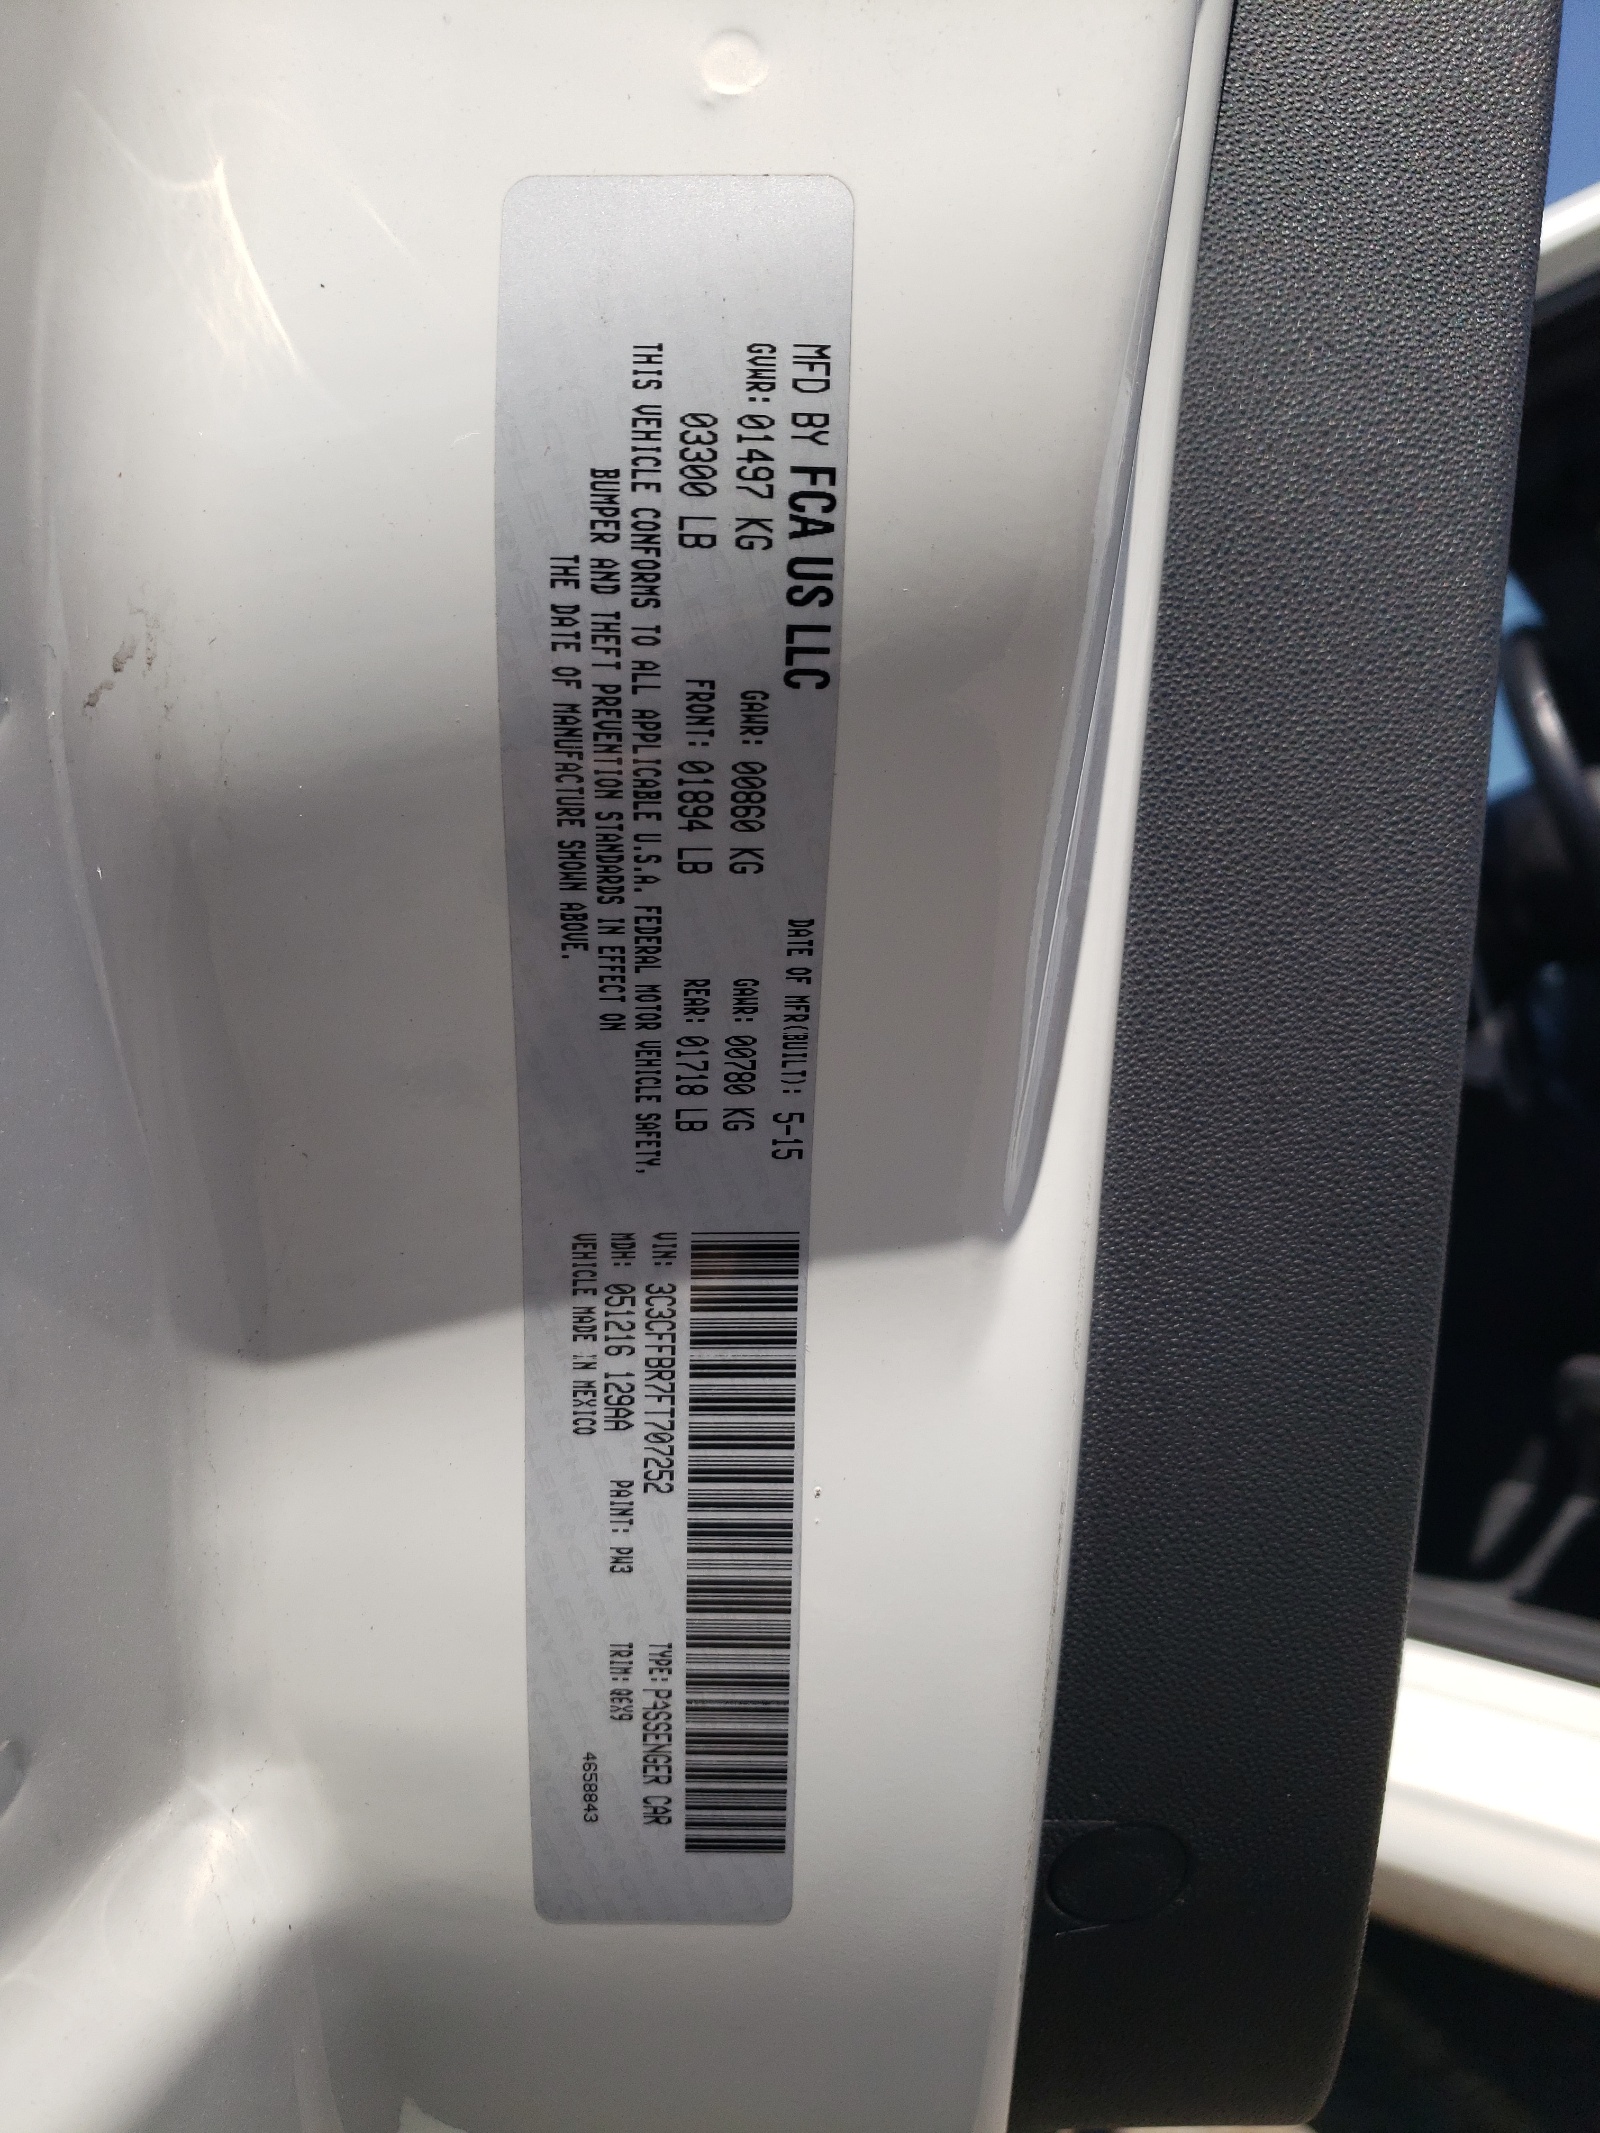 MFD BY FCA US LLC
DATE OF MFR(BUILT): 5-15
GVWR: 01497 KG
GAWR: 00860 KG
GAWR: 00780 KG
03300 LB
FRONT: 01894 LB
REAR: 01718 LB
THIS VEHICLE CONFORMS TO ALL APPLICABLE U.S.A. FEDERAL MOTOR VEHICLE SAFETY,
BUMPER AND THEFT PREVENTION STANDARDS IN EFFECT ON
THE DATE OF MANUFACTURE SHOWN ABOVE.
VIN: 3C3CFFBR7FT707252
TYPE: PASSENGER CAR
MDH: 051216 129AA
PAINT: PW3
TRIM: QEX9
VEHICLE MADE IN MEXICO
4658843